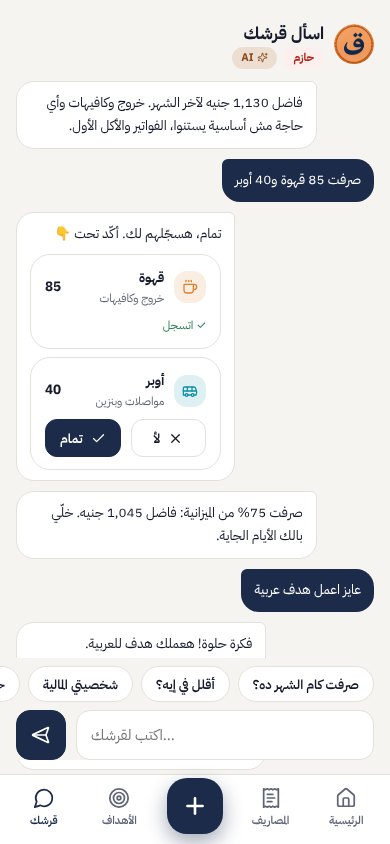 ق
اسأل قرشك
حازم
AI
فاضل 1,130 جنيه لآخر الشهر. خروج وكافيهات وأي
حاجة مش أساسية يستنوا، الفواتير والأكل الأول.
صرفت 85 قهوة و40 أوبر
تمام، هسجّلهم لك. أكّد تحت 👇
قهوة
85
خروج وكافيهات
✓ اتسجل
أوبر
40
مواصلات وبنزين
لأ
تمام
صرفت 75% من الميزانية: فاضل 1,045 جنيه. خلّي
بالك الأيام الجاية.
عايز اعمل هدف عربية
فكرة حلوة! هعملك هدف للعربية.
صرفت كام الشهر ده؟
أقلل في إيه؟
شخصيتي المالية
اكتب لقرشك...
الرئيسية
المصاريف
الأهداف
قرشك